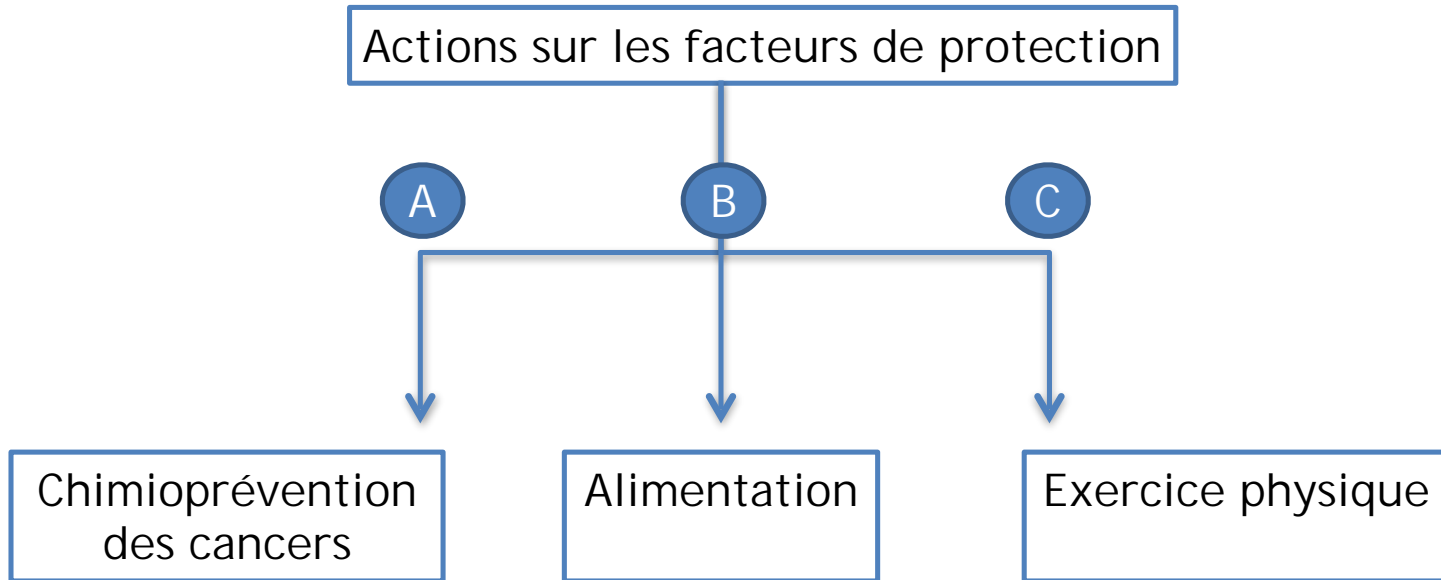 Actions sur les facteurs de protection
A
B
C
Chimioprévention
des cancers
Alimentation
Exercice physique